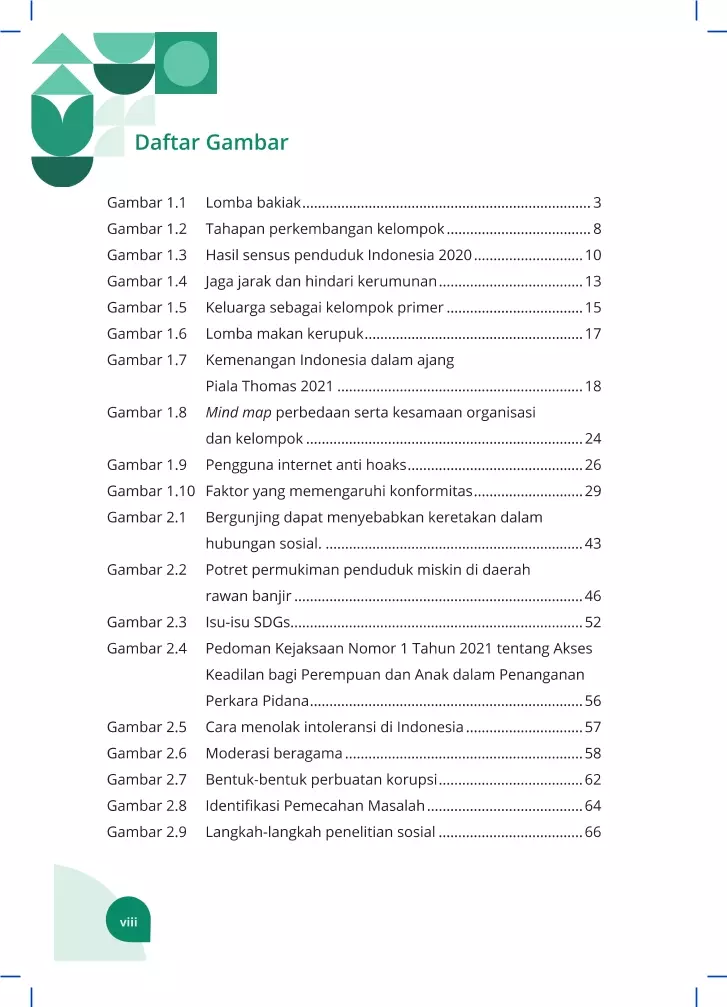 Daftar Gambar
Gambar 1.1 Lomba bakiak.......................................................................... 3
Gambar 1.2 Tahapan perkembangan kelompok ..................................... 8
Gambar 1.3 Hasil sensus penduduk Indonesia 2020 ............................ 10
Gambar 1.4 Jaga jarak dan hindari kerumunan ..................................... 13
Gambar 1.5 Keluarga sebagai kelompok primer ................................... 15
Gambar 1.6 Lomba makan kerupuk........................................................ 17
Gambar 1.7 Kemenangan Indonesia dalam ajang
Piala Thomas 2021 ............................................................... 18
Gambar 1.8 Mind map perbedaan serta kesamaan organisasi
dan kelompok ....................................................................... 24
Gambar 1.9 Pengguna internet anti hoaks............................................. 26
Gambar 1.10 Faktor yang memengaruhi konformitas............................ 29
Gambar 2.1 Bergunjing dapat menyebabkan keretakan dalam
hubungan sosial. .................................................................. 43
Gambar 2.2 Potret permukiman penduduk miskin di daerah
rawan banjir .......................................................................... 46
Gambar 2.3 Isu-isu SDGs........................................................................... 52
Gambar 2.4 Pedoman Kejaksaan Nomor 1 Tahun 2021 tentang Akses
Keadilan bagi Perempuan dan Anak dalam Penanganan
Perkara Pidana...................................................................... 56
Gambar 2.5 Cara menolak intoleransi di Indonesia .............................. 57
Gambar 2.6 Moderasi beragama ............................................................. 58
Gambar 2.7 Bentuk-bentuk perbuatan korupsi..................................... 62
Gambar 2.8 Identifikasi Pemecahan Masalah ........................................ 64
Gambar 2.9 Langkah-langkah penelitian sosial ..................................... 66
viii